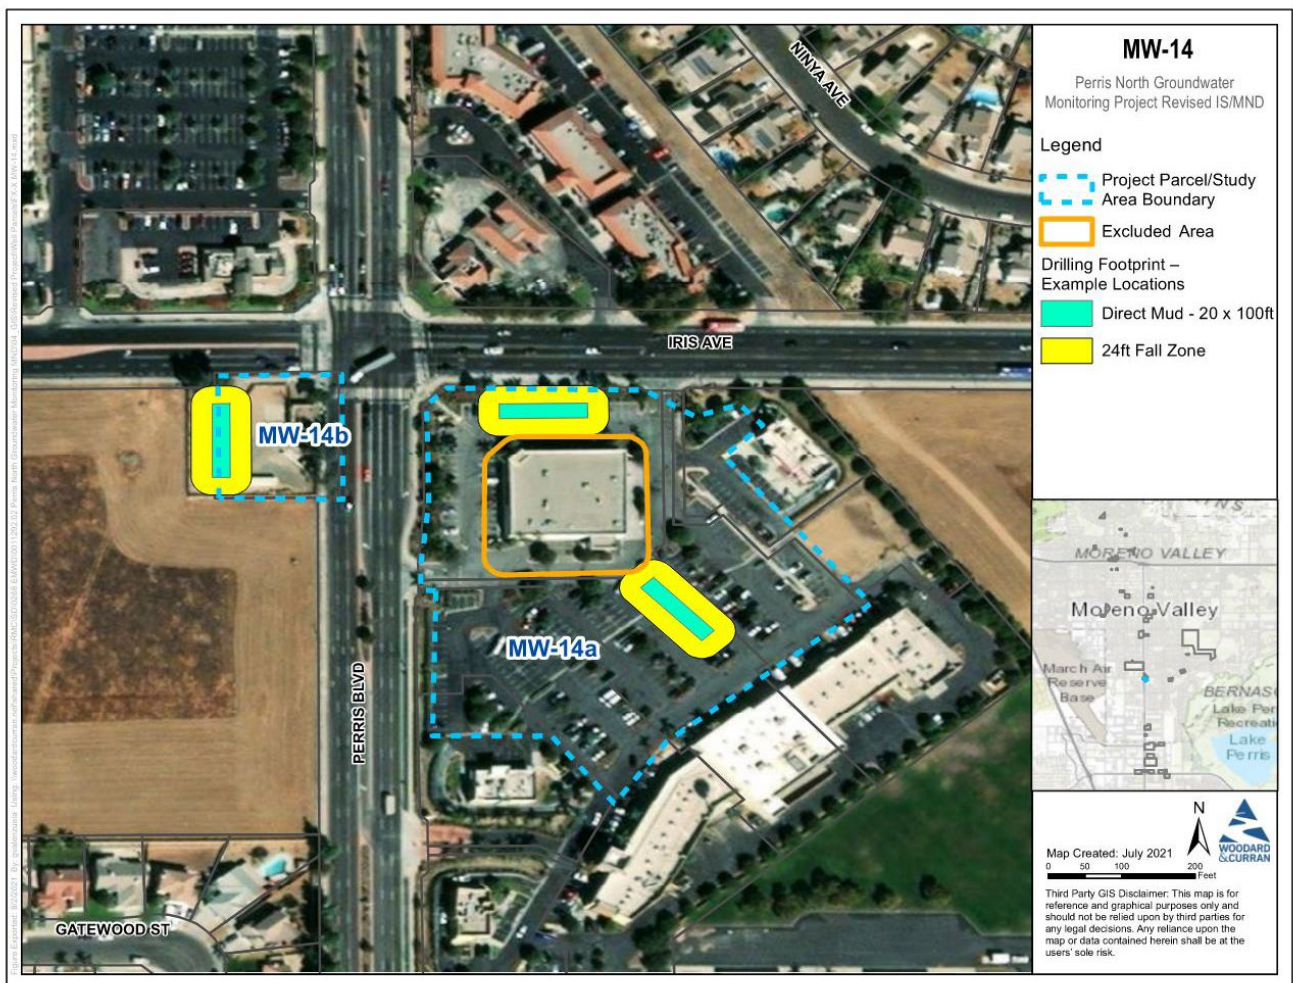 NINYA AVE
IRIS AVE
MW-14b
MW-14a
PERRIS BLVD
GATEWOOD ST
MW-14
Perris North Groundwater
Monitoring Project Revised IS/MND
Legend
Project Parcel/Study
Area Boundary
Excluded Area
Drilling Footprint –
Example Locations
Direct Mud - 20 x 100ft
24ft Fall Zone
MORENO VALLEY
Moreno Valley
March Air
Reserve
Base
BERNASC
Lake Per
Recreati
Lake
Perris
N
WOODARD
&CURRAN
Map Created: July 2021
0 50 100 200
Feet
Third Party GIS Disclaimer: This map is for
reference and graphical purposes only and
should not be relied upon by third parties for
any legal decisions. Any reliance upon the
map or data contained herein shall be at the
users' sole risk.